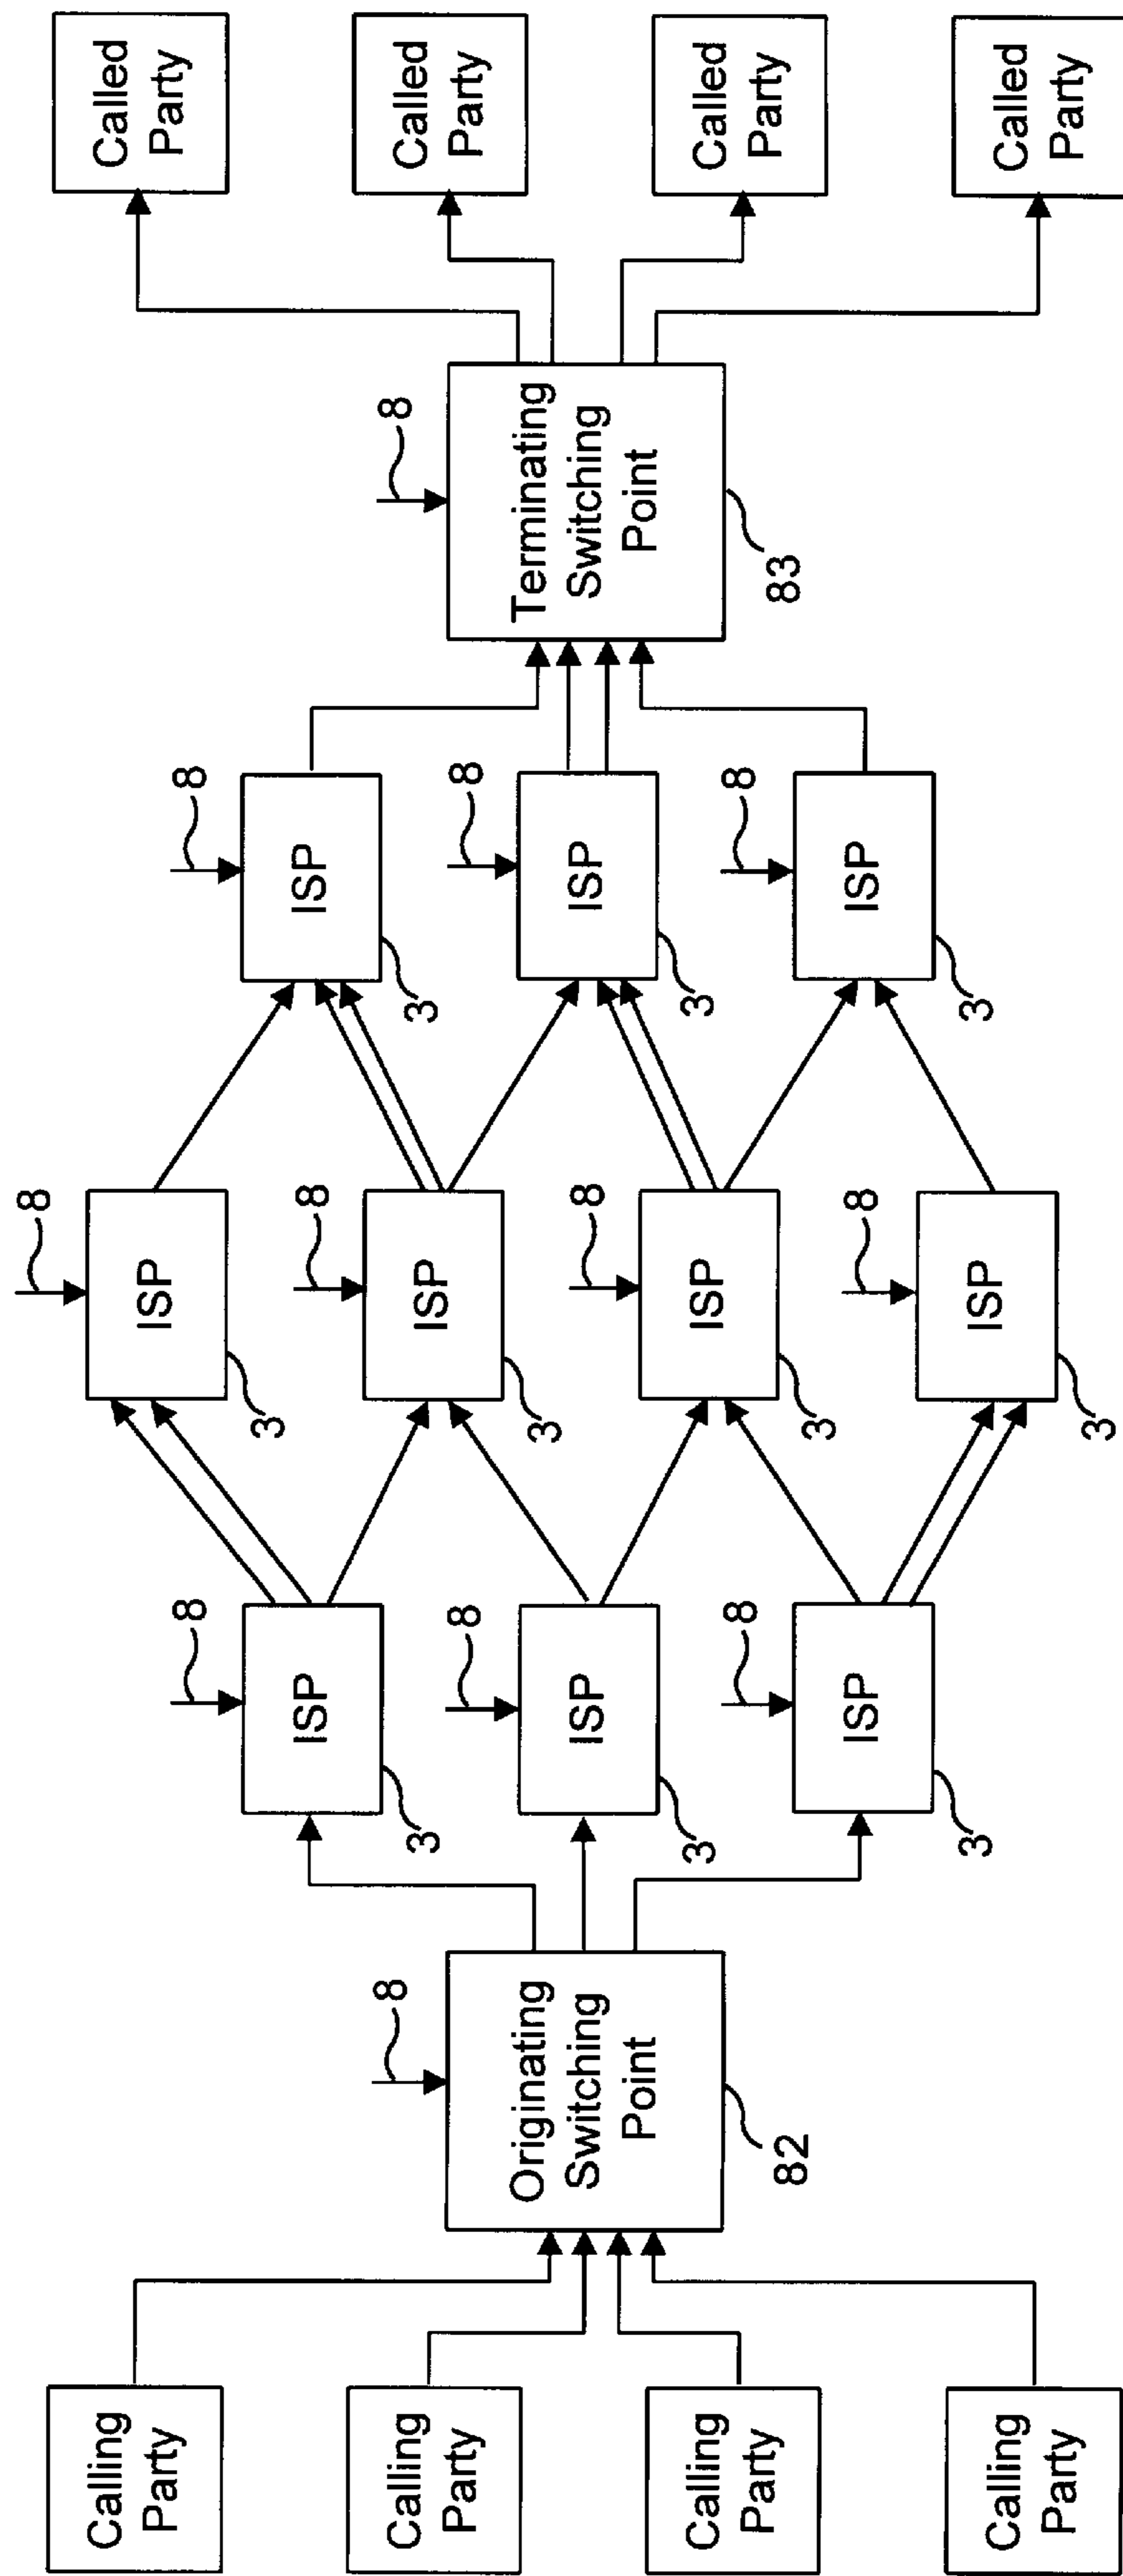 Calling
Party
Calling
Party
Calling
Party
Calling
Party
8
Originating
Switching
Point
82
8
ISP
3
8
ISP
3
8
ISP
3
8
ISP
3
8
ISP
3
8
ISP
3
8
ISP
3
8
ISP
3
8
ISP
3
8
ISP
3
8
Terminating
Switching
Point
83
Called
Party
Called
Party
Called
Party
Called
Party